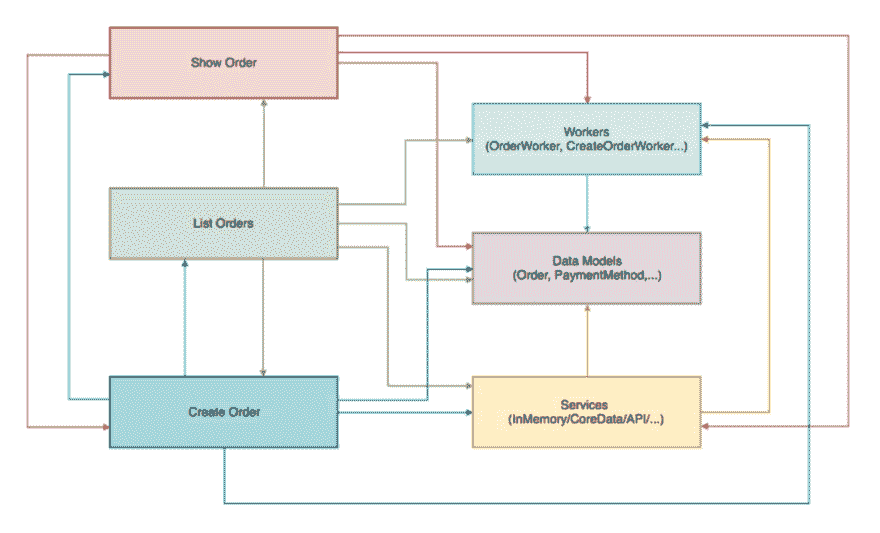 Show Order
Workers
(OrderWorker, CreateOrderWorker...)
List Orders
Data Models
(Order, PaymentMethod,...)
Create Order
Services
(InMemory/CoreData/API/...)